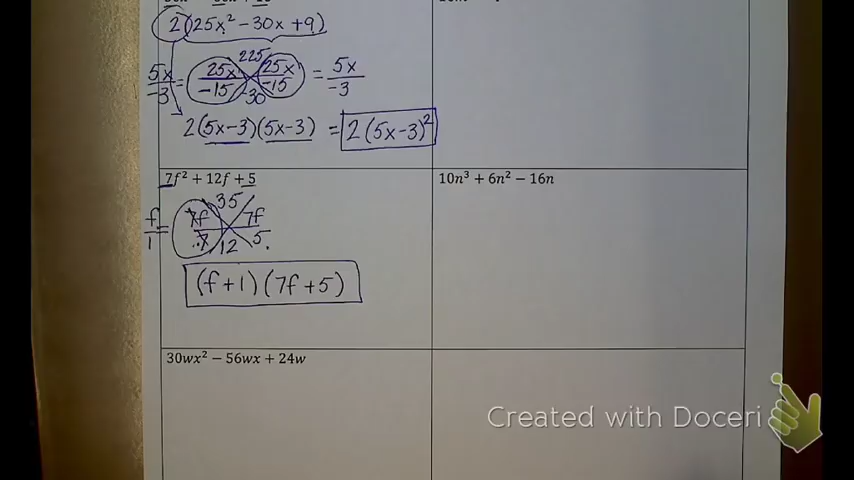 2(25x² - 30x + 9)
225
5x/-3 = 25x/-15 25x/-15 = 5x/-3
-30
2(5x-3)(5x-3) = 2(5x-3)²
7f² + 12f + 5
35
f/1 = 7f/7 7f/5
12
(f+1)(7f+5)
10n³ + 6n² − 16n
30wx² − 56wx + 24w
Created with Doceri